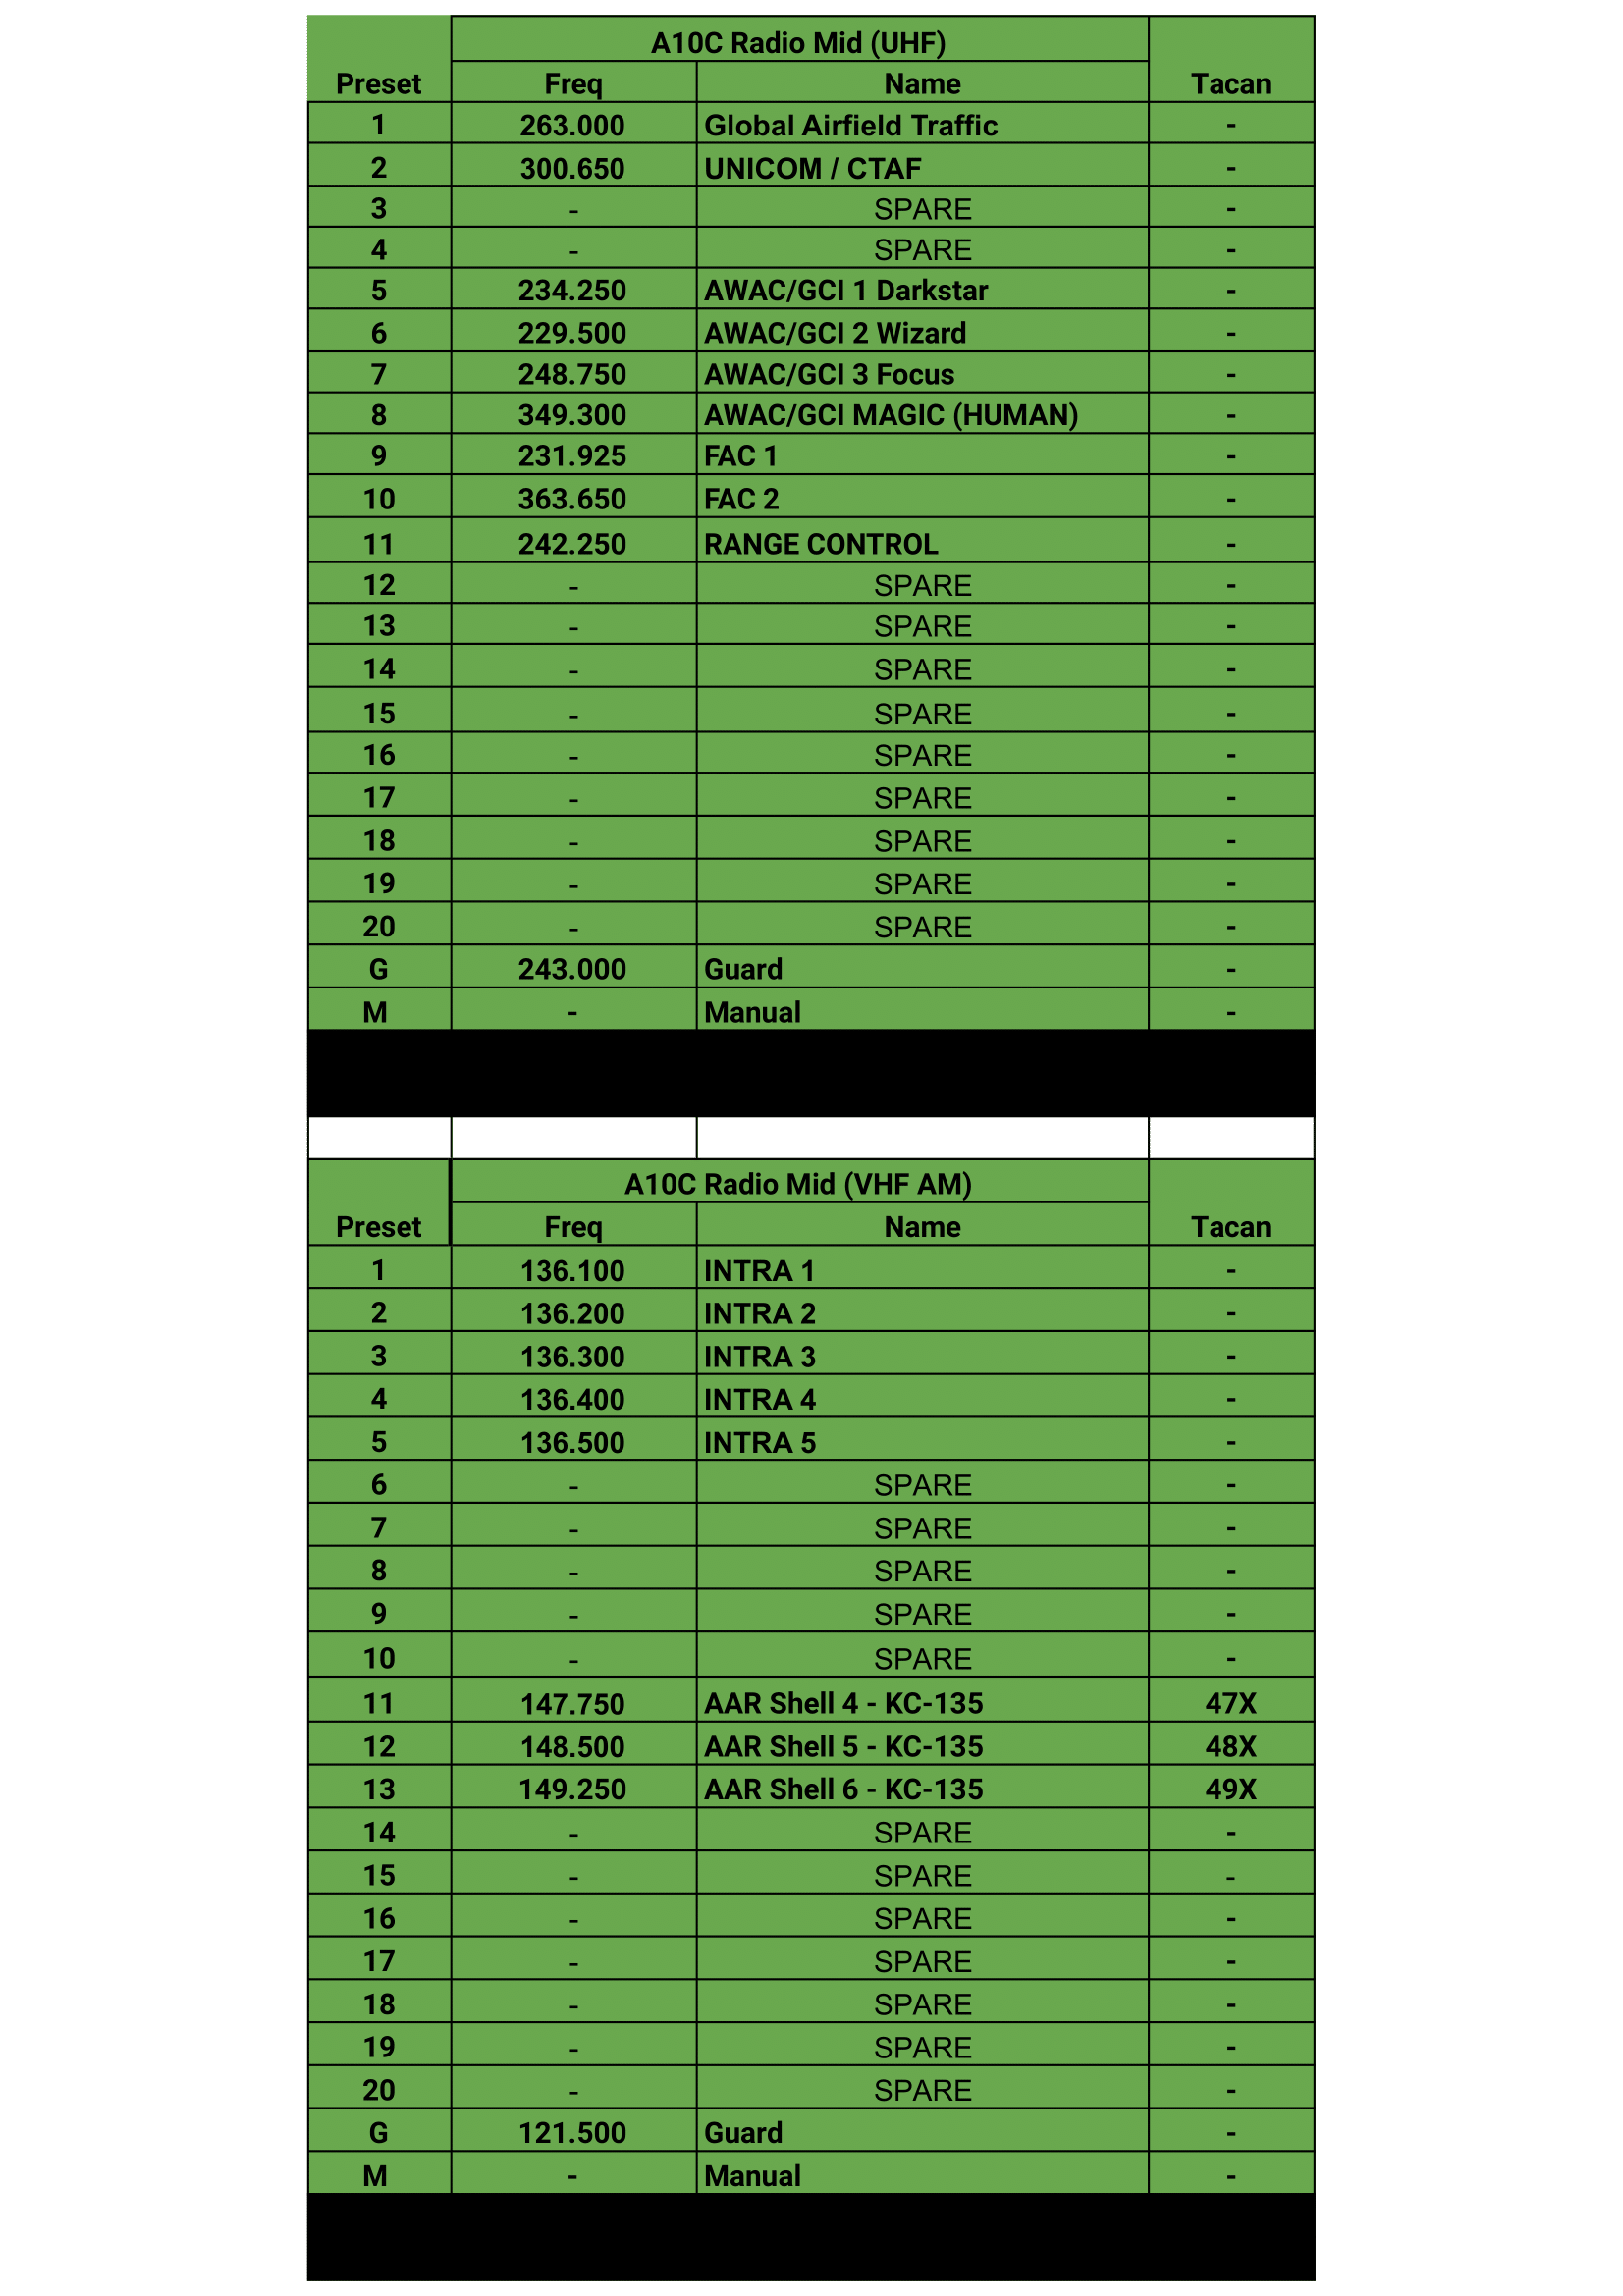 A10C Radio Mid (UHF)
Preset Freq Name Tacan
1 263.000 Global Airfield Traffic -
2 300.650 UNICOM / CTAF -
3 - SPARE -
4 - SPARE -
5 234.250 AWAC/GCI 1 Darkstar -
6 229.500 AWAC/GCI 2 Wizard -
7 248.750 AWAC/GCI 3 Focus -
8 349.300 AWAC/GCI MAGIC (HUMAN) -
9 231.925 FAC 1 -
10 363.650 FAC 2 -
11 242.250 RANGE CONTROL -
12 - SPARE -
13 - SPARE -
14 - SPARE -
15 - SPARE -
16 - SPARE -
17 - SPARE -
18 - SPARE -
19 - SPARE -
20 - SPARE -
G 243.000 Guard -
M - Manual -
A10C Radio Mid (VHF AM)
Preset Freq Name Tacan
1 136.100 INTRA 1 -
2 136.200 INTRA 2 -
3 136.300 INTRA 3 -
4 136.400 INTRA 4 -
5 136.500 INTRA 5 -
6 - SPARE -
7 - SPARE -
8 - SPARE -
9 - SPARE -
10 - SPARE -
11 147.750 AAR Shell 4 - KC-135 47X
12 148.500 AAR Shell 5 - KC-135 48X
13 149.250 AAR Shell 6 - KC-135 49X
14 - SPARE -
15 - SPARE -
16 - SPARE -
17 - SPARE -
18 - SPARE -
19 - SPARE -
20 - SPARE -
G 121.500 Guard -
M - Manual -